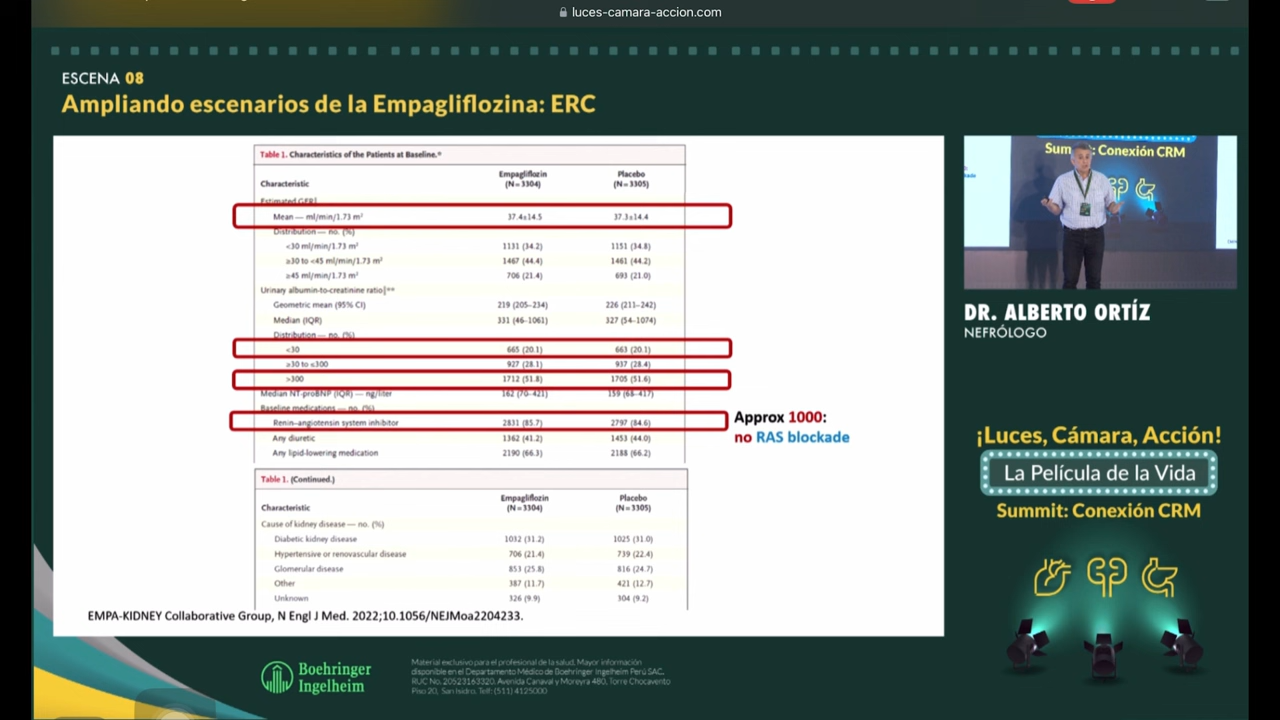 luces-camara-accion.com
ESCENA 08
Ampliando escenarios de la Empagliflozina: ERC
Table 1. Characteristics of the Patients at Baseline.*
Characteristic Empagliflozin (N=3304) Placebo (N=3305)
Estimated GFR
Mean — ml/min/1.73 m² 37.4±14.5 37.3±14.4
Distribution — no. (%)
<30 ml/min/1.73 m² 1131 (34.2) 1151 (34.8)
≥30 to <45 ml/min/1.73 m² 1467 (44.4) 1461 (44.2)
≥45 ml/min/1.73 m² 706 (21.4) 693 (21.0)
Urinary albumin-to-creatinine ratio‖**
Geometric mean (95% CI) 219 (205–234) 226 (211–242)
Median (IQR) 331 (46–1061) 327 (54–1074)
Distribution — no. (%)
<30 665 (20.1) 663 (20.1)
≥30 to ≤300 927 (28.1) 937 (28.4)
>300 1712 (51.8) 1705 (51.6)
Median NT-proBNP (IQR) — ng/liter 162 (70–421) 159 (68–417)
Baseline medications — no. (%)
Renin–angiotensin system inhibitor 2831 (85.7) 2797 (84.6)
Any diuretic 1362 (41.2) 1453 (44.0)
Any lipid-lowering medication 2190 (66.3) 2188 (66.2)
Approx 1000:
no RAS blockade
Table 1. (Continued.)
Characteristic Empagliflozin (N=3304) Placebo (N=3305)
Cause of kidney disease — no. (%)
Diabetic kidney disease 1032 (31.2) 1025 (31.0)
Hypertensive or renovascular disease 706 (21.4) 739 (22.4)
Glomerular disease 853 (25.8) 816 (24.7)
Other 387 (11.7) 421 (12.7)
Unknown 326 (9.9) 304 (9.2)
EMPA-KIDNEY Collaborative Group, N Engl J Med. 2022;10.1056/NEJMoa2204233.
Conexión CRM
DR. ALBERTO ORTÍZ
NEFRÓLOGO
¡Luces, Cámara, Acción!
La Película de la Vida
Summit: Conexión CRM
Boehringer
Ingelheim
Material exclusivo para el profesional de la salud. Mayor información
disponible en el Departamento Médico de Boehringer Ingelheim Perú SAC,
RUC No. 20523163320, Avenida Canaval y Moreyra 480, Torre Chocavento
Piso 20, San Isidro. Telf: (511) 4125000